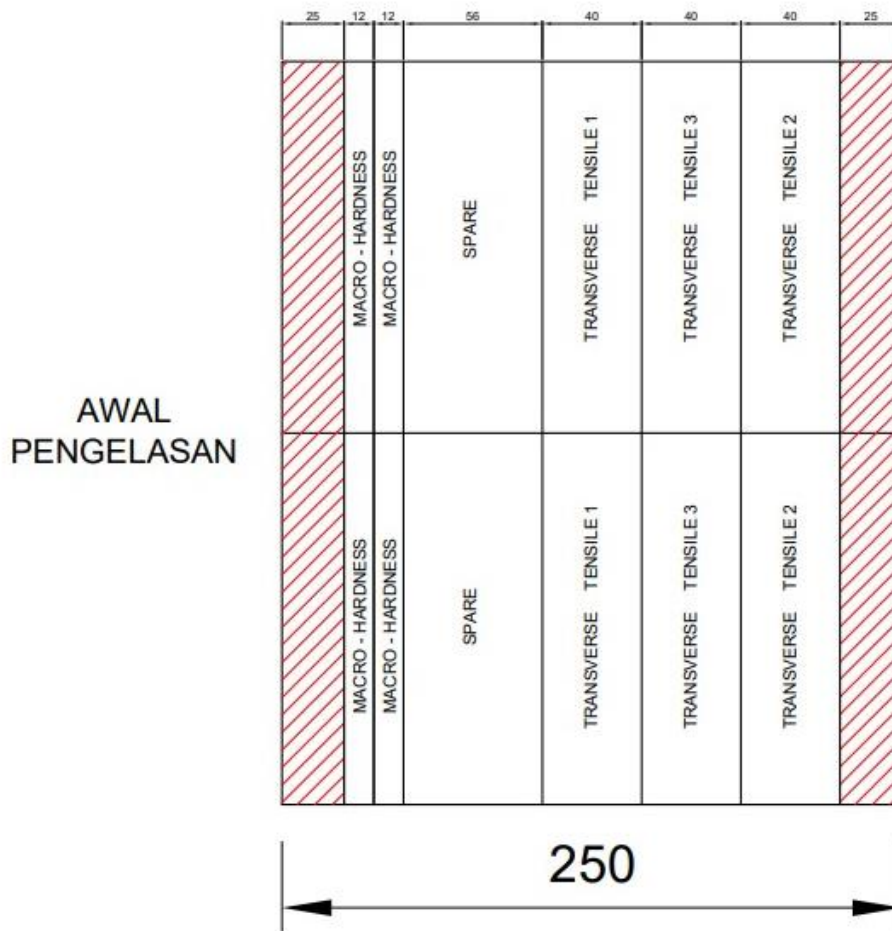 25 12 12 56 40 40 40 25
MACRO - HARDNESS
MACRO - HARDNESS
SPARE
TRANSVERSE TENSILE 1
TRANSVERSE TENSILE 3
TRANSVERSE TENSILE 2
AWAL
PENGELASAN
MACRO - HARDNESS
MACRO - HARDNESS
SPARE
TRANSVERSE TENSILE 1
TRANSVERSE TENSILE 3
TRANSVERSE TENSILE 2
250